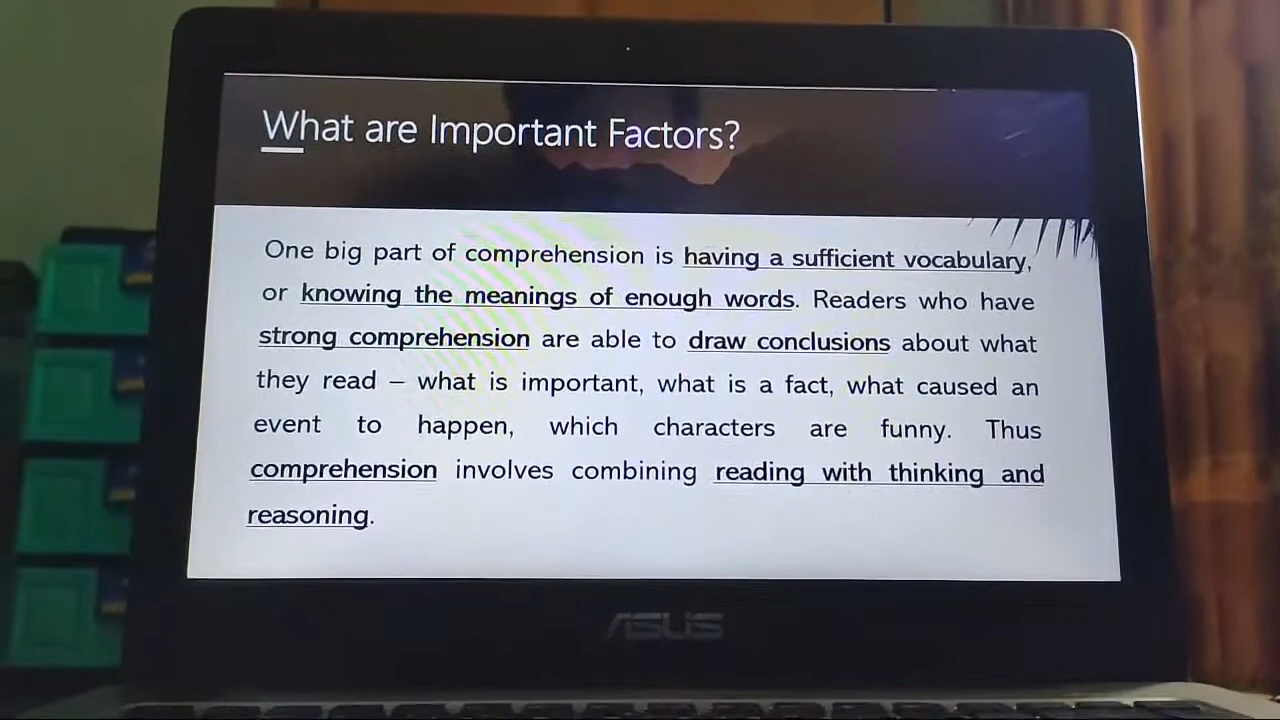 What are Important Factors?
One big part of comprehension is having a sufficient vocabulary,
or knowing the meanings of enough words. Readers who have
strong comprehension are able to draw conclusions about what
they read – what is important, what is a fact, what caused an
event to happen, which characters are funny. Thus
comprehension involves combining reading with thinking and
reasoning.
ASUS